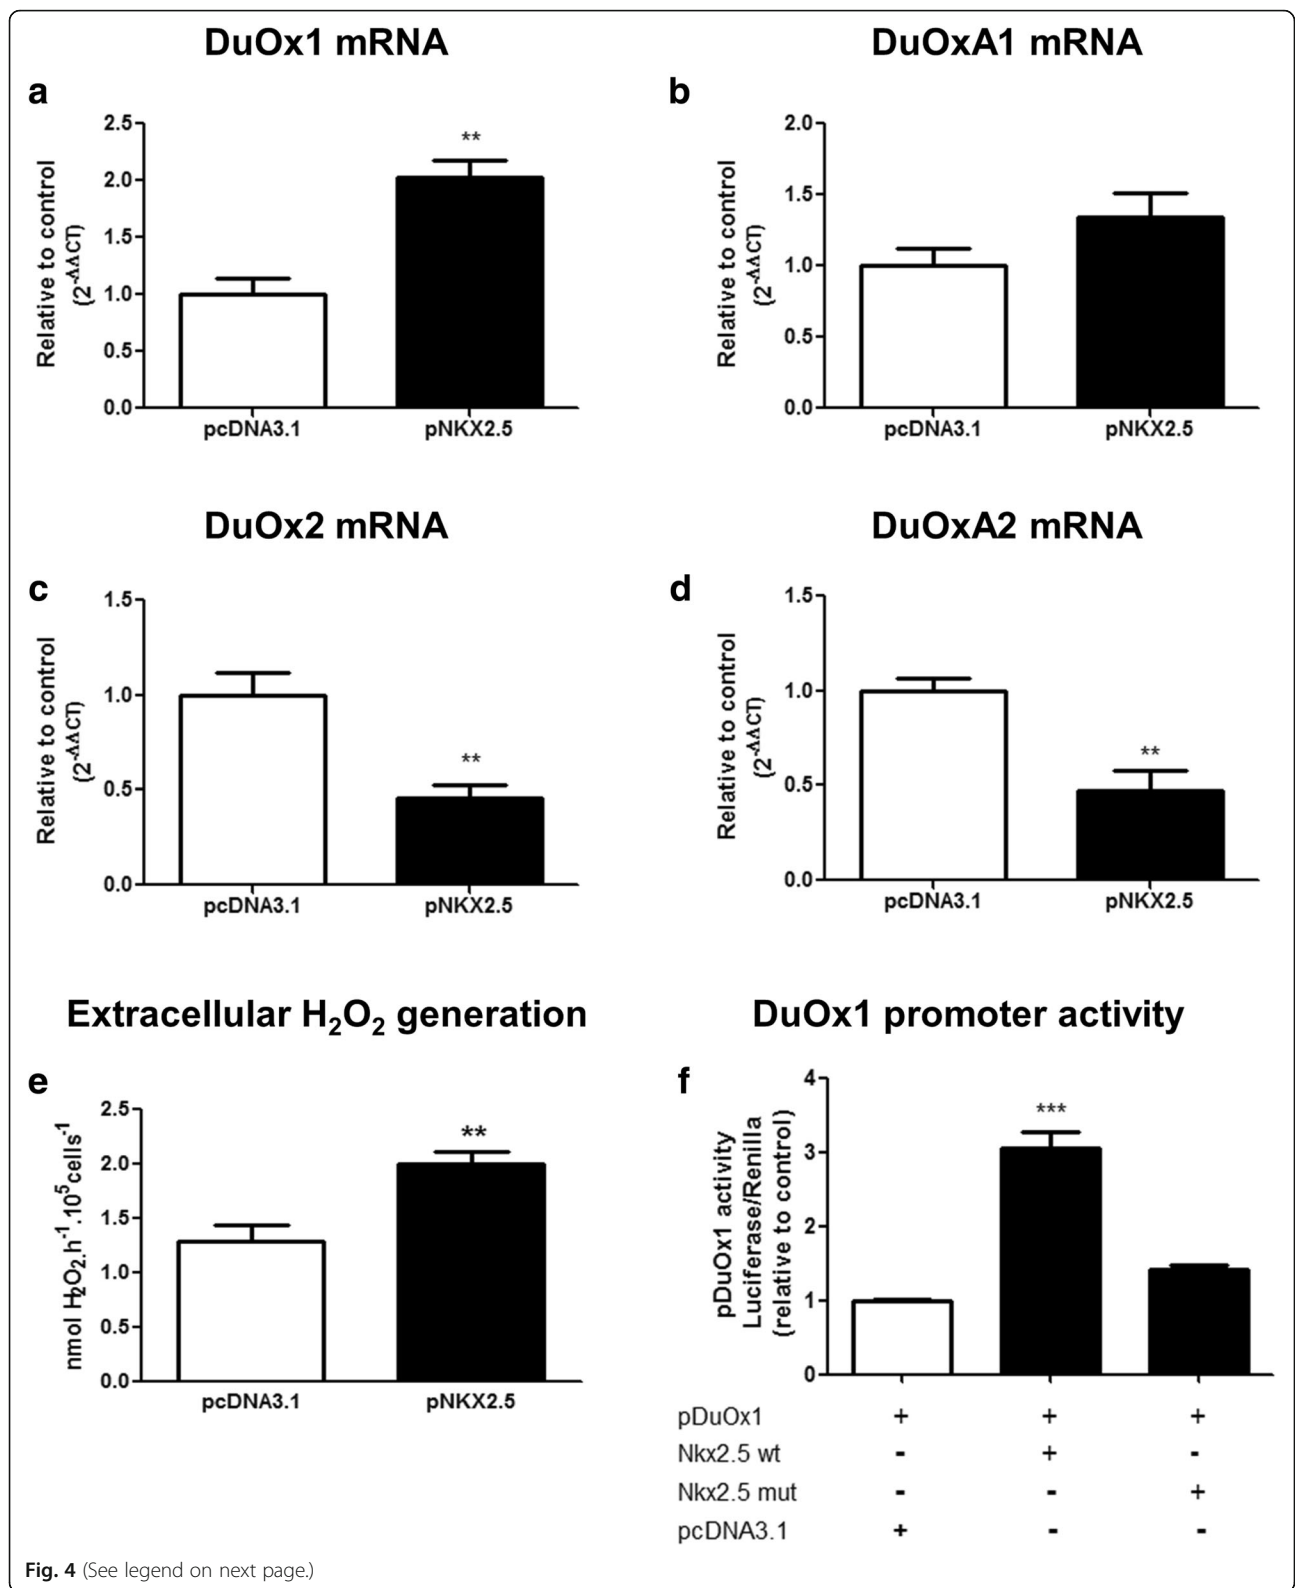 DuOx1 mRNA
a
2.5
2.0
1.5
1.0
0.5
0.0
Relative to control
(2^-ΛΛCT)
**
pcDNA3.1 pNKX2.5
DuOxA1 mRNA
b
2.0
1.5
1.0
0.5
0.0
Relative to control
(2^-ΛΛCT)
pcDNA3.1 pNKX2.5
DuOx2 mRNA
c
1.5
1.0
0.5
0.0
Relative to control
(2^-ΛΛCT)
**
pcDNA3.1 pNKX2.5
DuOxA2 mRNA
d
1.5
1.0
0.5
0.0
Relative to control
(2^-ΛΛCT)
**
pcDNA3.1 pNKX2.5
Extracellular H₂O₂ generation
e
2.5
2.0
1.5
1.0
0.5
0.0
nmol H₂O₂.h⁻¹.10⁵cells⁻¹
**
pcDNA3.1 pNKX2.5
DuOx1 promoter activity
f
4
3
2
1
0
pDuOx1 activity
Luciferase/Renilla
(relative to control)
***
pDuOx1 + + +
Nkx2.5 wt - + -
Nkx2.5 mut - - +
pcDNA3.1 + - -
Fig. 4 (See legend on next page.)